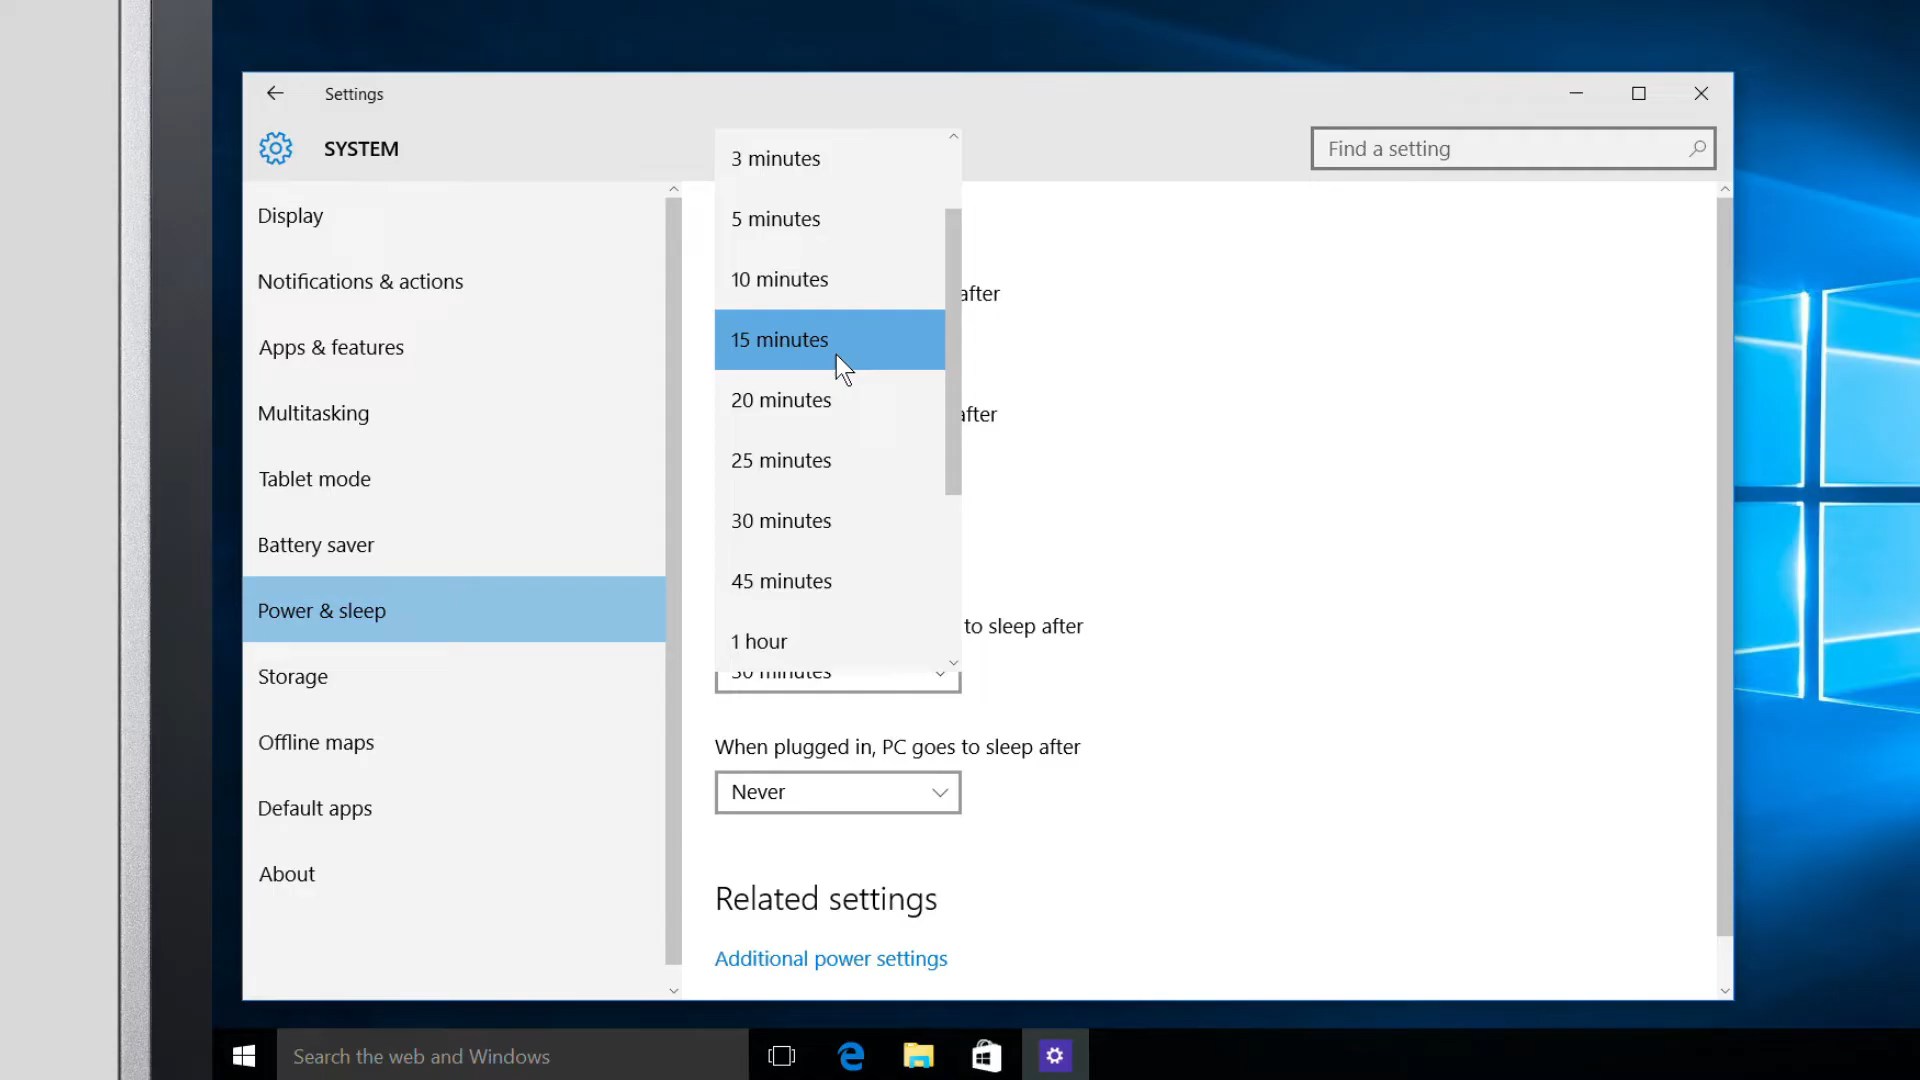 Settings
SYSTEM
Find a setting
Display
Notifications & actions
Apps & features
Multitasking
Tablet mode
Battery saver
Power & sleep
Storage
Offline maps
Default apps
About
3 minutes
5 minutes
10 minutes
15 minutes
20 minutes
25 minutes
30 minutes
45 minutes
1 hour
after
after
to sleep after
30 minutes
When plugged in, PC goes to sleep after
Never
Related settings
Additional power settings
Search the web and Windows